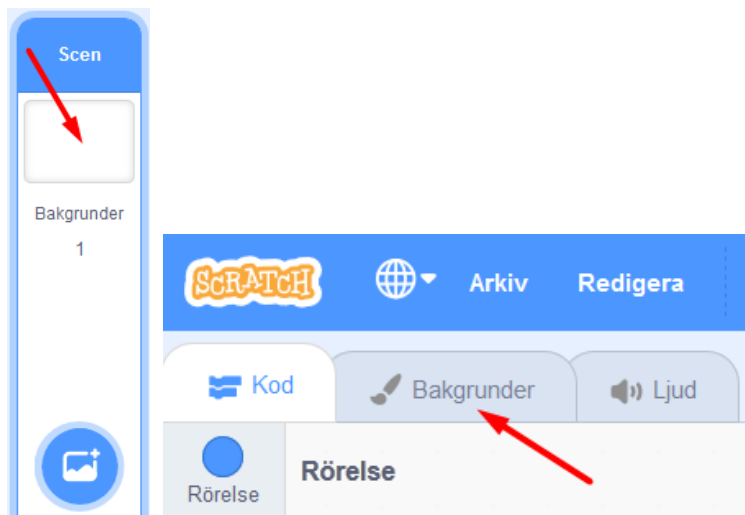 Scen
Bakgrunder
1
SCRATCH
Arkiv
Redigera
Kod
Bakgrunder
Ljud
Rörelse
Rörelse